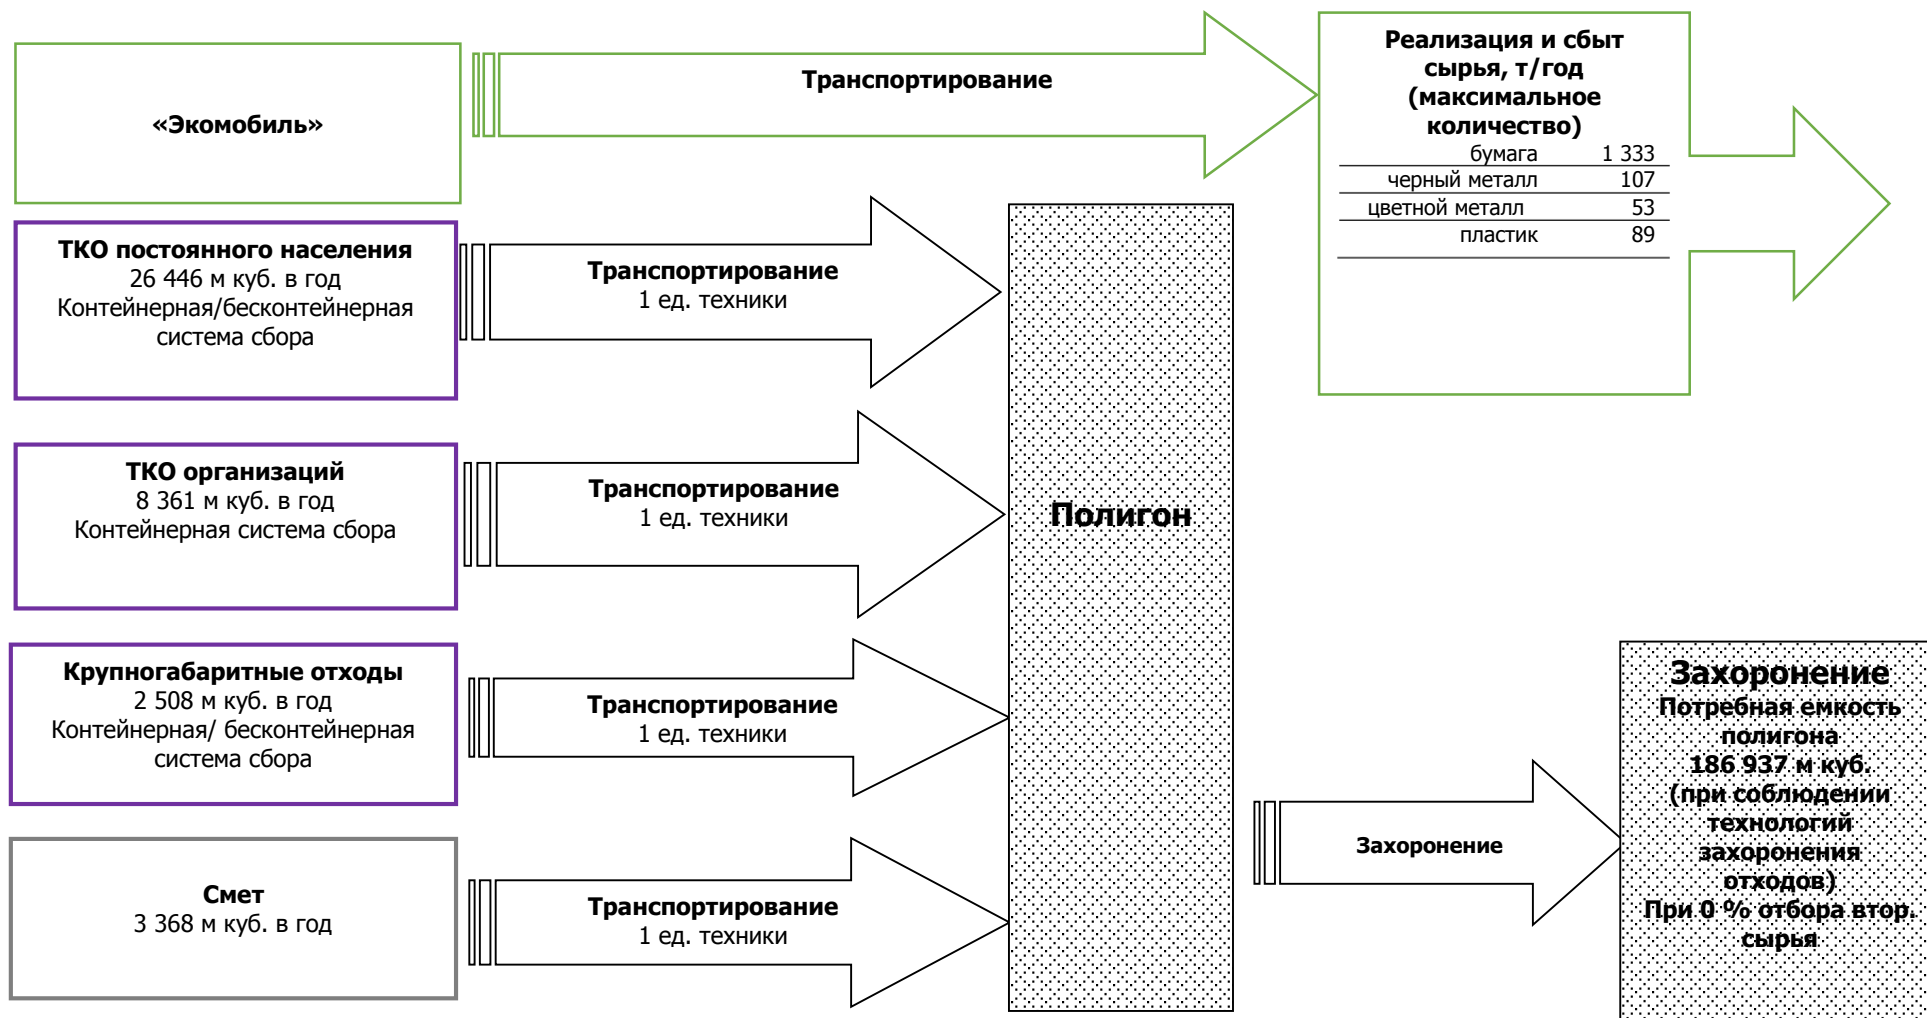 «Экомобиль»
Транспортирование
Реализация и сбыт
сырья, т/год
(максимальное
количество)
бумага 1 333
черный металл 107
цветной металл 53
пластик 89
ТКО постоянного населения
26 446 м куб. в год
Контейнерная/бесконтейнерная
система сбора
Транспортирование
1 ед. техники
ТКО организаций
8 361 м куб. в год
Контейнерная система сбора
Транспортирование
1 ед. техники
Полигон
Крупногабаритные отходы
2 508 м куб. в год
Контейнерная/ бесконтейнерная
система сбора
Транспортирование
1 ед. техники
Смет
3 368 м куб. в год
Транспортирование
1 ед. техники
Захоронение
Захоронение
Потребная емкость
полигона
186 937 м куб.
(при соблюдении
технологий
захоронения
отходов)
При 0 % отбора втор.
сырья